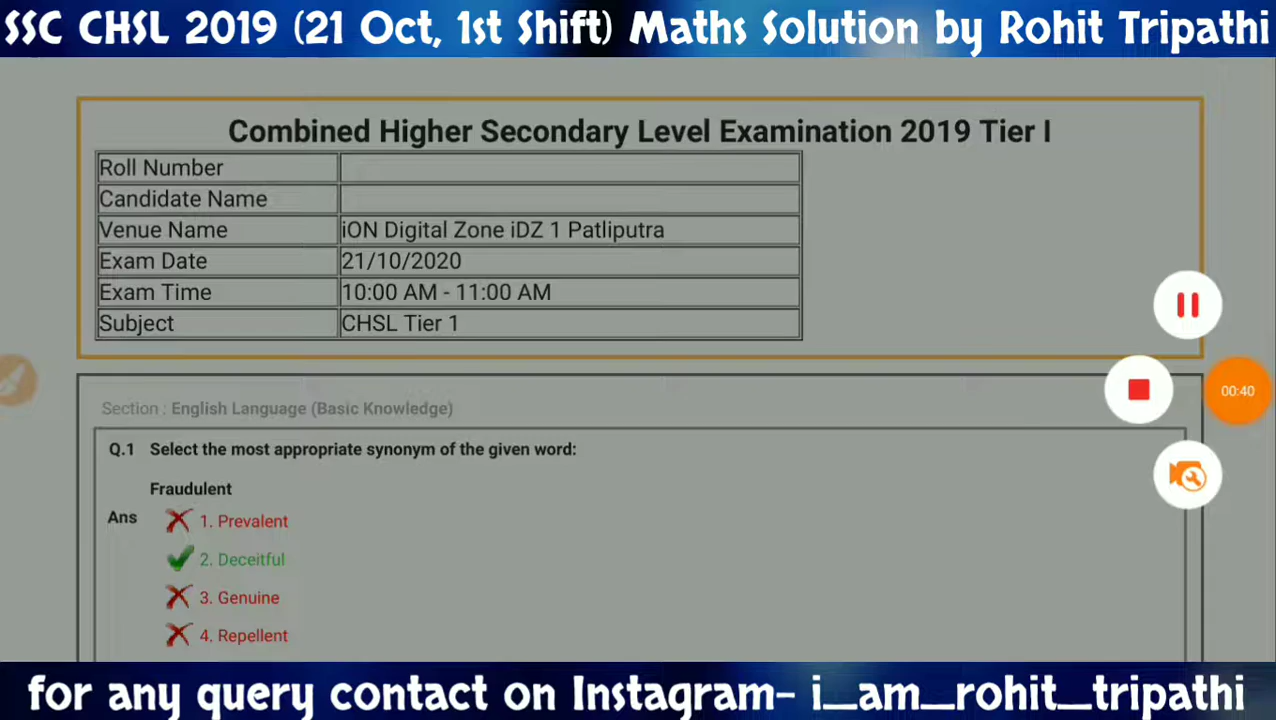 SSC CHSL 2019 (21 Oct, 1st Shift) Maths Solution by Rohit Tripathi
Combined Higher Secondary Level Examination 2019 Tier I
Roll Number
Candidate Name
Venue Name iON Digital Zone iDZ 1 Patliputra
Exam Date 21/10/2020
Exam Time 10:00 AM - 11:00 AM
Subject CHSL Tier 1
00:40
Section : English Language (Basic Knowledge)
Q.1 Select the most appropriate synonym of the given word:
Fraudulent
Ans 1. Prevalent
2. Deceitful
3. Genuine
4. Repellent
for any query contact on Instagram- i_am_rohit_tripathi